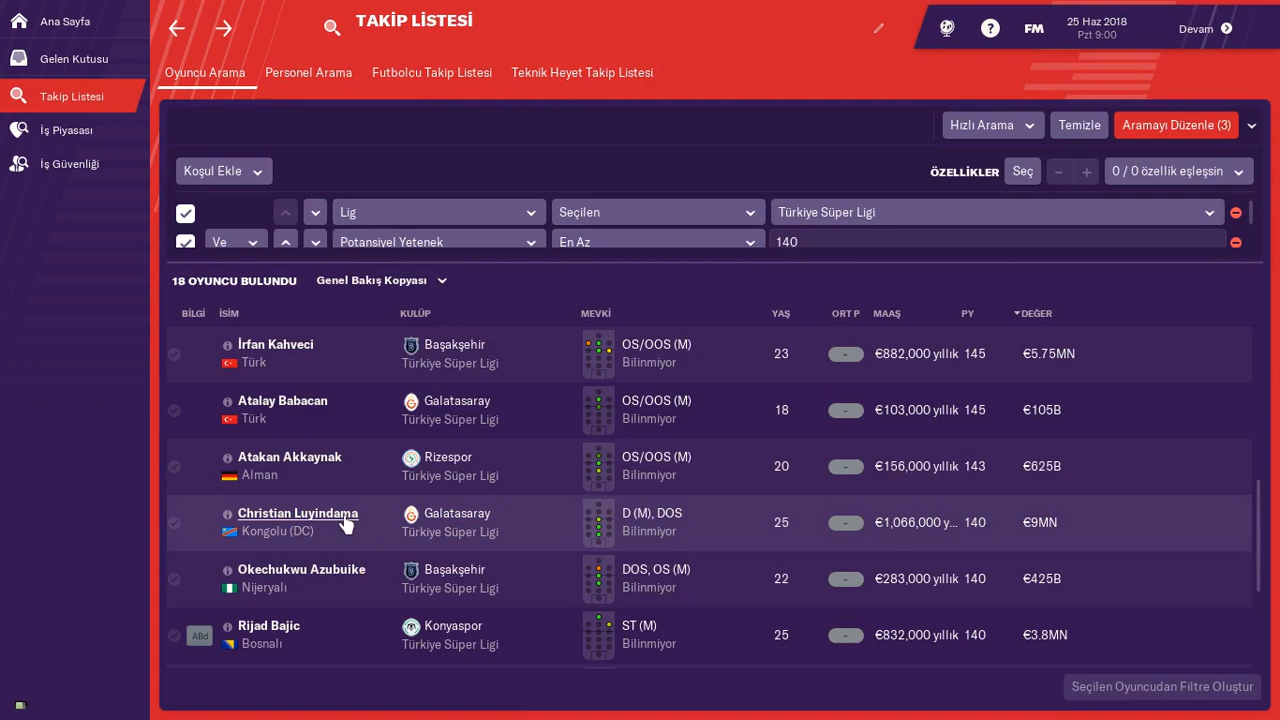 Ana Sayfa
Gelen Kutusu
Takip Listesi
İş Piyasası
İş Güvenliği
TAKİP LİSTESİ
? FM
25 Haz 2018
Pzt 9:00
Devam
Oyuncu Arama Personel Arama Futbolcu Takip Listesi Teknik Heyet Takip Listesi
Hızlı Arama Temizle Aramayı Düzenle (3)
Koşul Ekle ÖZELLİKLER Seç − + 0 / 0 özellik eşleşsin
Lig Seçilen Türkiye Süper Ligi
Ve Potansiyel Yetenek En Az 140
18 OYUNCU BULUNDU Genel Bakış Kopyası
BİLGİ İSİM KULÜP MEVKİ YAŞ ORT P MAAŞ PY DEĞER
İrfan Kahveci Başakşehir OS/OOS (M) 23 - €882,000 yıllık 145 €5.75MN
Türk Türkiye Süper Ligi Bilinmiyor
Atalay Babacan Galatasaray OS/OOS (M) 18 - €103,000 yıllık 145 €105B
Türk Türkiye Süper Ligi Bilinmiyor
Atakan Akkaynak Rizespor OS/OOS (M) 20 - €156,000 yıllık 143 €625B
Alman Türkiye Süper Ligi Bilinmiyor
Christian Luyindama Galatasaray D (M), DOS 25 - €1,066,000 y... 140 €9MN
Kongolu (DC) Türkiye Süper Ligi Bilinmiyor
Okechukwu Azubuike Başakşehir DOS, OS (M) 22 - €283,000 yıllık 140 €425B
Nijeryalı Türkiye Süper Ligi Bilinmiyor
ABd Rijad Bajic Konyaspor ST (M) 25 - €832,000 yıllık 140 €3.8MN
Bosnalı Türkiye Süper Ligi Bilinmiyor
Seçilen Oyuncudan Filtre Oluştur